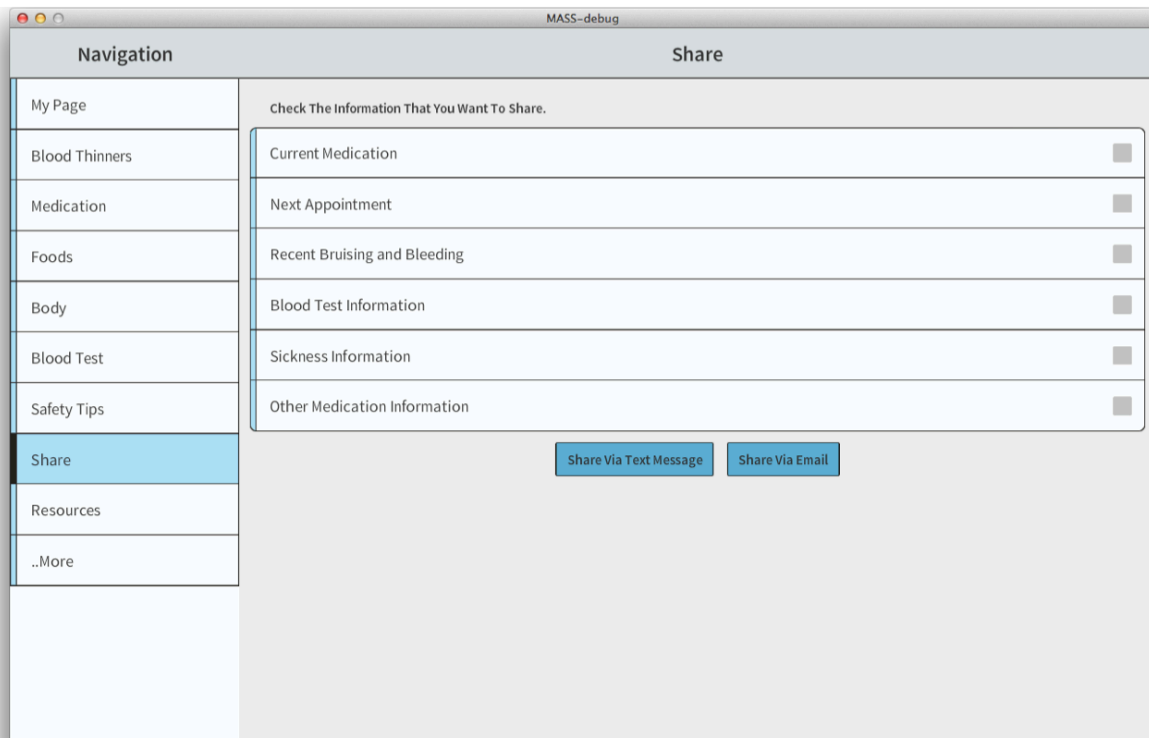 MASS-debug
Navigation
Share
My Page
Blood Thinners
Medication
Foods
Body
Blood Test
Safety Tips
Share
Resources
..More
Check The Information That You Want To Share.
Current Medication
Next Appointment
Recent Bruising and Bleeding
Blood Test Information
Sickness Information
Other Medication Information
Share Via Text Message
Share Via Email